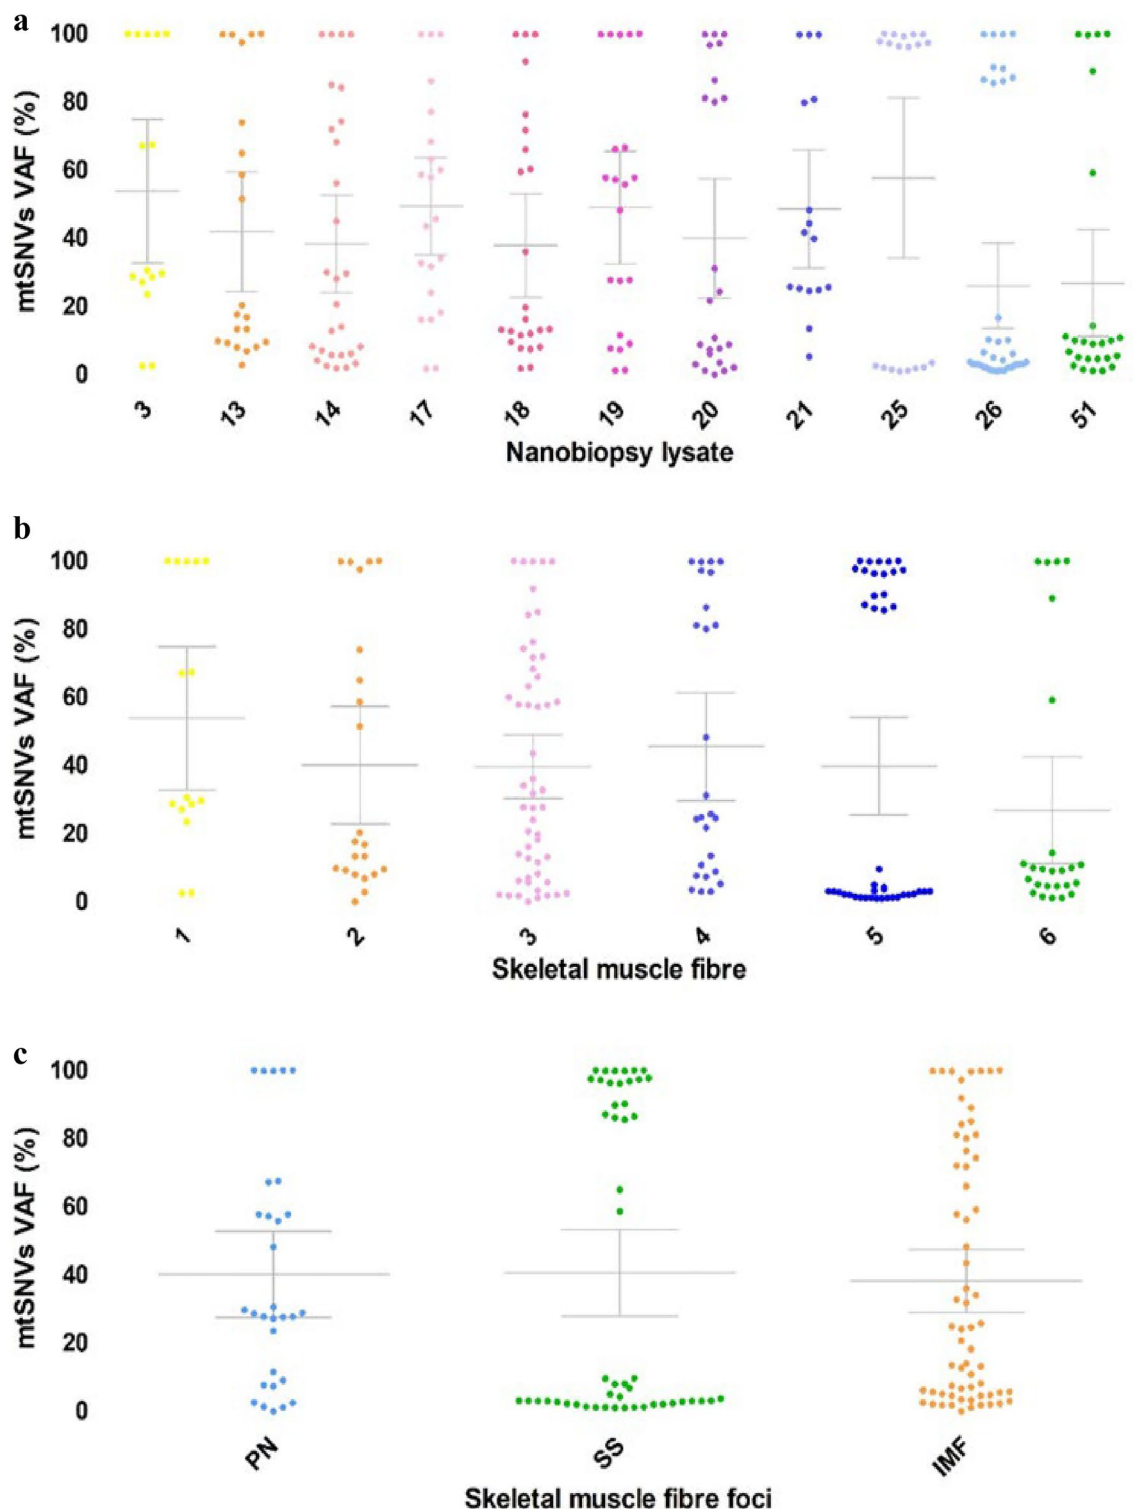 a
mtSNVs VAF (%)
100
80
60
40
20
0
3 13 14 17 18 19 20 21 25 26 51
Nanobiopsy lysate
b
mtSNVs VAF (%)
100
80
60
40
20
0
1 2 3 4 5 6
Skeletal muscle fibre
c
mtSNVs VAF (%)
100
80
60
40
20
0
PN SS IMF
Skeletal muscle fibre foci